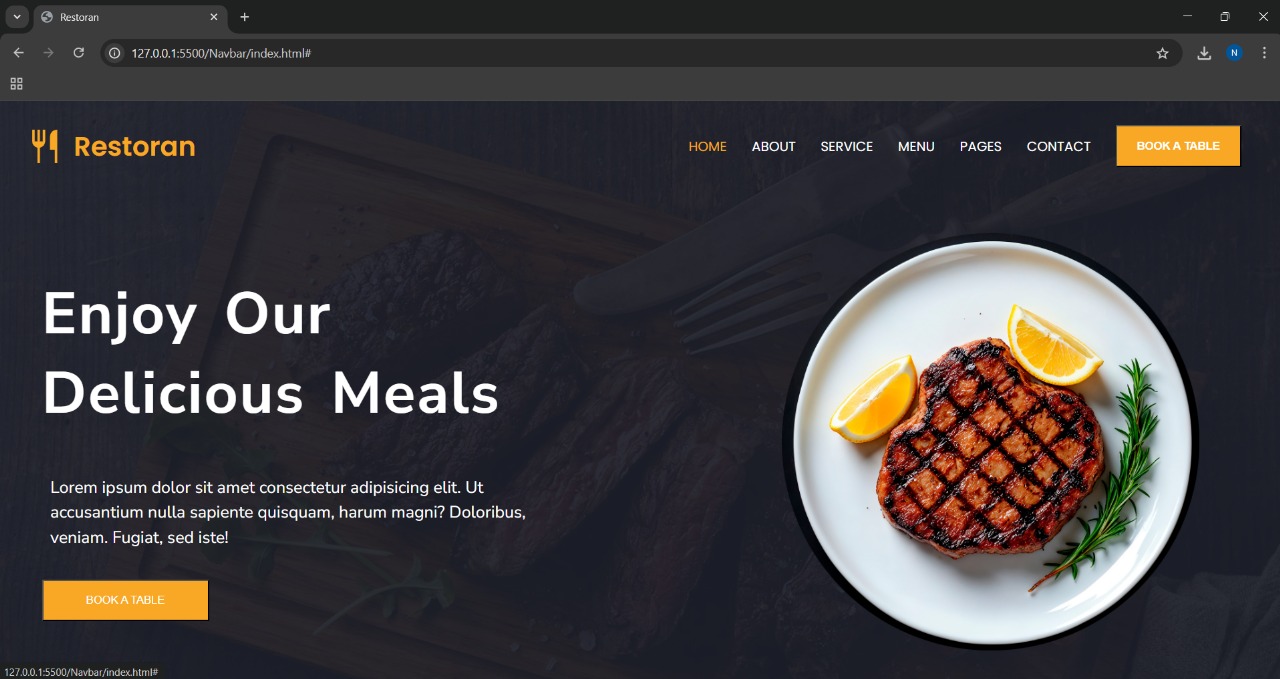 Restoran
127.0.0.1:5500/Navbar/index.html#
N
Restoran
HOME ABOUT SERVICE MENU PAGES CONTACT BOOK A TABLE
Enjoy Our
Delicious Meals
Lorem ipsum dolor sit amet consectetur adipisicing elit. Ut
accusantium nulla sapiente quisquam, harum magni? Doloribus,
veniam. Fugiat, sed iste!
BOOK A TABLE
127.0.0.1:5500/Navbar/index.html#